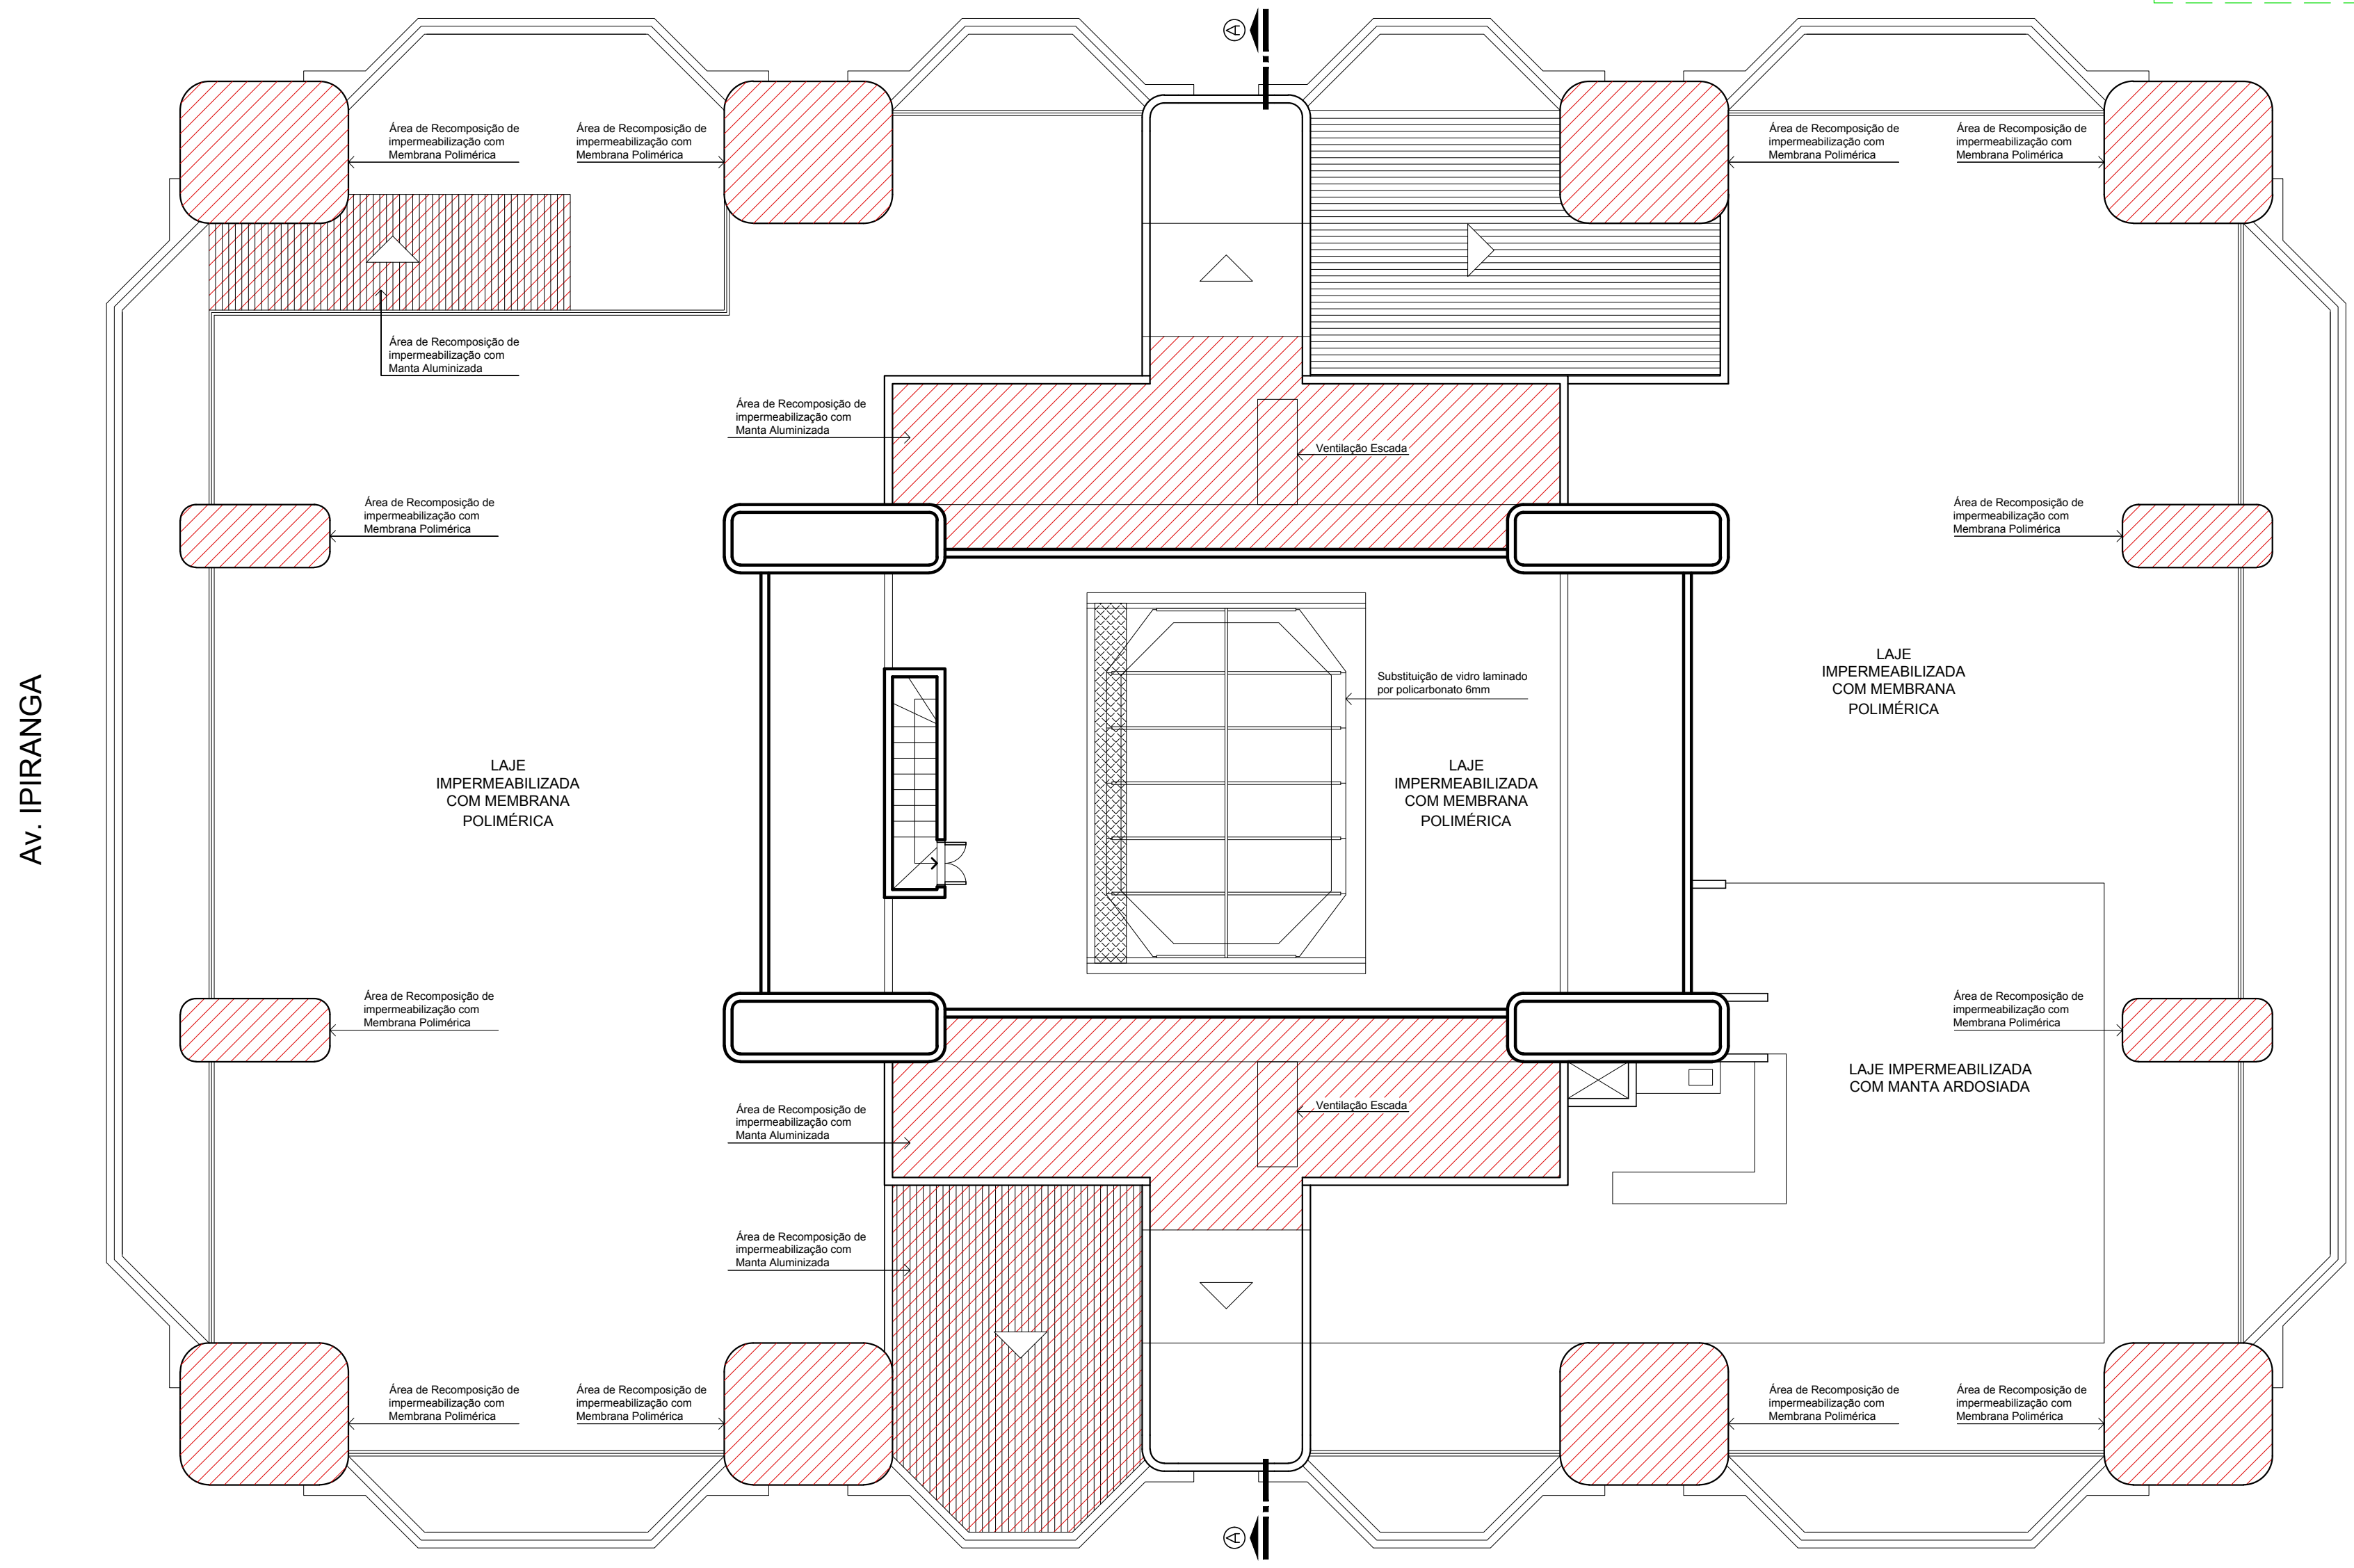 A
Área de Recomposição de
impermeabilização com
Membrana Polimérica
Área de Recomposição de
impermeabilização com
Membrana Polimérica
Área de Recomposição de
impermeabilização com
Membrana Polimérica
Área de Recomposição de
impermeabilização com
Membrana Polimérica
Área de Recomposição de
impermeabilização com
Manta Aluminizada
Área de Recomposição de
impermeabilização com
Manta Aluminizada
Ventilação Escada
Área de Recomposição de
impermeabilização com
Membrana Polimérica
Área de Recomposição de
impermeabilização com
Membrana Polimérica
Av. IPIRANGA
LAJE
IMPERMEABILIZADA
COM MEMBRANA
POLIMÉRICA
Substituição de vidro laminado
por policarbonato 6mm
LAJE
IMPERMEABILIZADA
COM MEMBRANA
POLIMÉRICA
LAJE
IMPERMEABILIZADA
COM MEMBRANA
POLIMÉRICA
Área de Recomposição de
impermeabilização com
Membrana Polimérica
Área de Recomposição de
impermeabilização com
Membrana Polimérica
LAJE IMPERMEABILIZADA
COM MANTA ARDOSIADA
Área de Recomposição de
impermeabilização com
Manta Aluminizada
Ventilação Escada
Área de Recomposição de
impermeabilização com
Manta Aluminizada
Área de Recomposição de
impermeabilização com
Membrana Polimérica
Área de Recomposição de
impermeabilização com
Membrana Polimérica
Área de Recomposição de
impermeabilização com
Membrana Polimérica
Área de Recomposição de
impermeabilização com
Membrana Polimérica
A